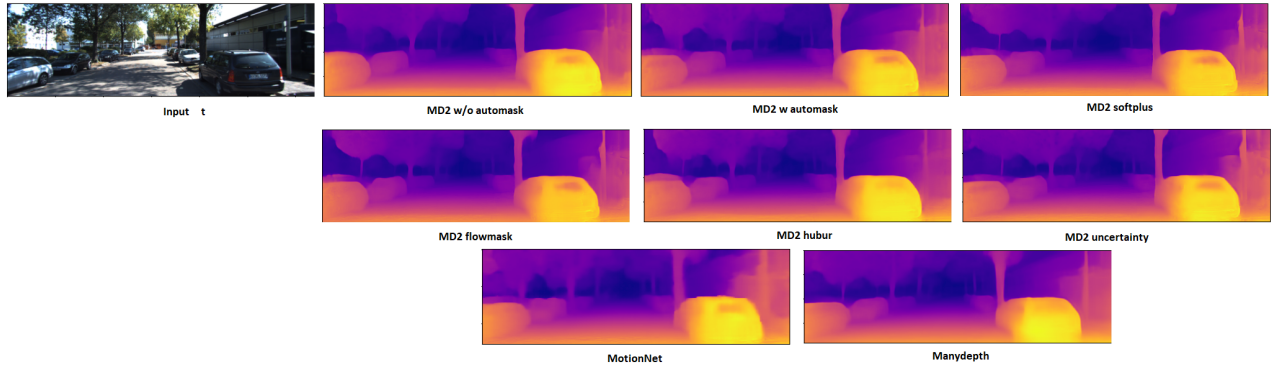 Input t
MD2 w/o automask
MD2 w automask
MD2 softplus
MD2 flowmask
MD2 hubur
MD2 uncertainty
MotionNet
Manydepth